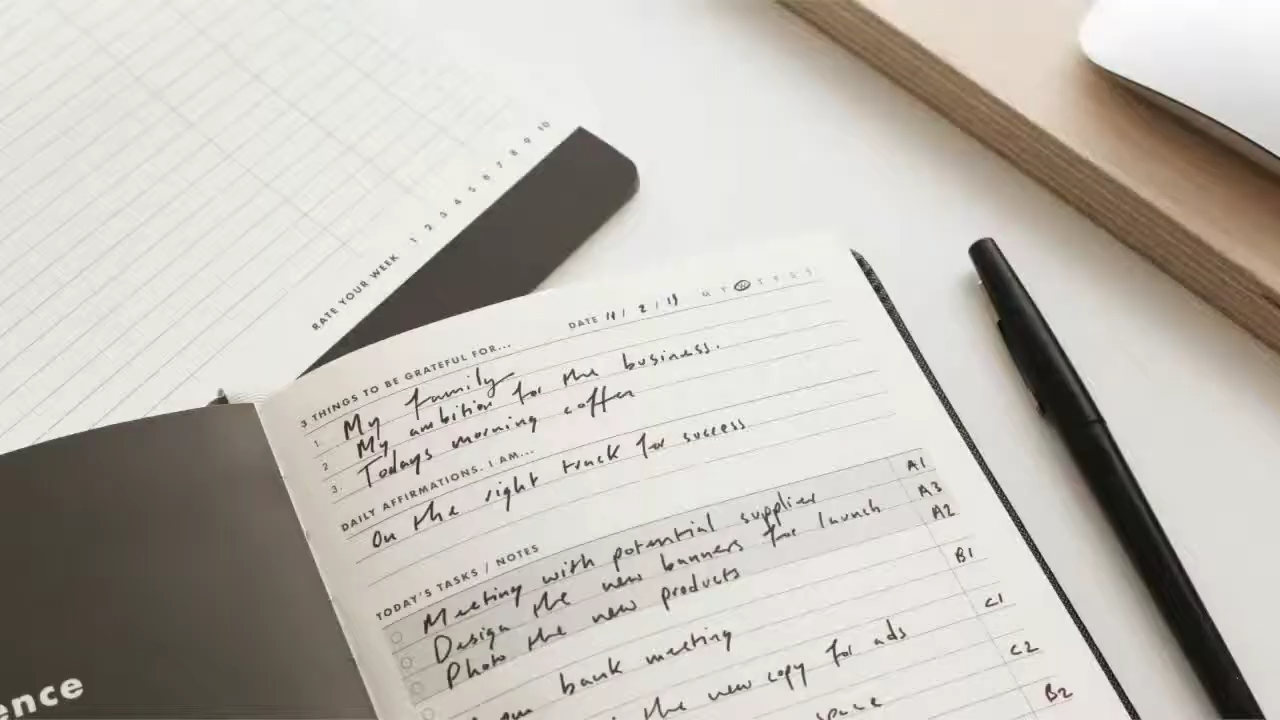 RATE YOUR WEEK 1 2 3 4 5 6 7 8 9 10
DATE 19 / 2 / 19 M T W T F S S
3 THINGS TO BE GRATEFUL FOR...
1. My family
2. My ambition for the business.
3. Todays morning coffee
DAILY AFFIRMATIONS. I AM...
On the right track for success
TODAY'S TASKS / NOTES
Meeting with potential supplier A1
Design the new banners for launch A3
Photo the new products A2
bank meeting B1
the new copy for ads C1
space C2
B2
ence